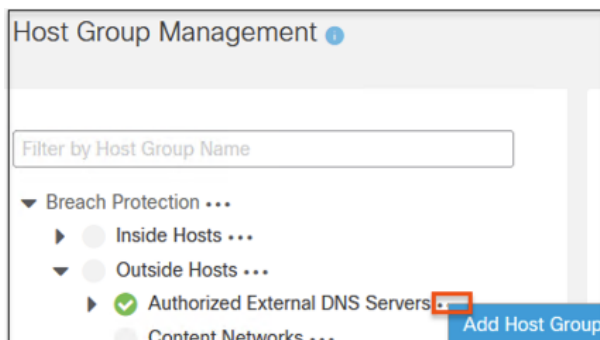 Host Group Management
Filter by Host Group Name
Breach Protection ...
Inside Hosts ...
Outside Hosts ...
Authorized External DNS Servers
Add Host Group
Content Networks ...